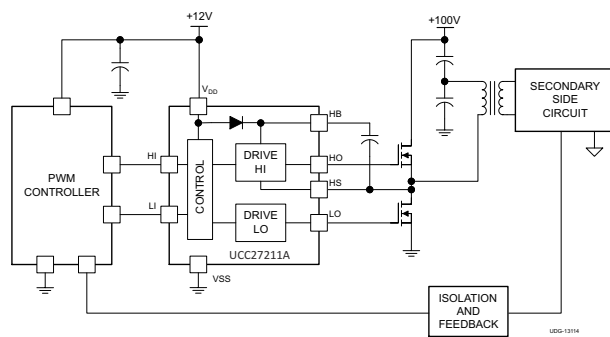 +12V
+100V
V_DD
SECONDARY
SIDE
CIRCUIT
HB
PWM
CONTROLLER
HI
CONTROL
DRIVE
HI
HO
HS
LI
DRIVE
LO
LO
UCC27211A
VSS
ISOLATION
AND
FEEDBACK
UDG-13114